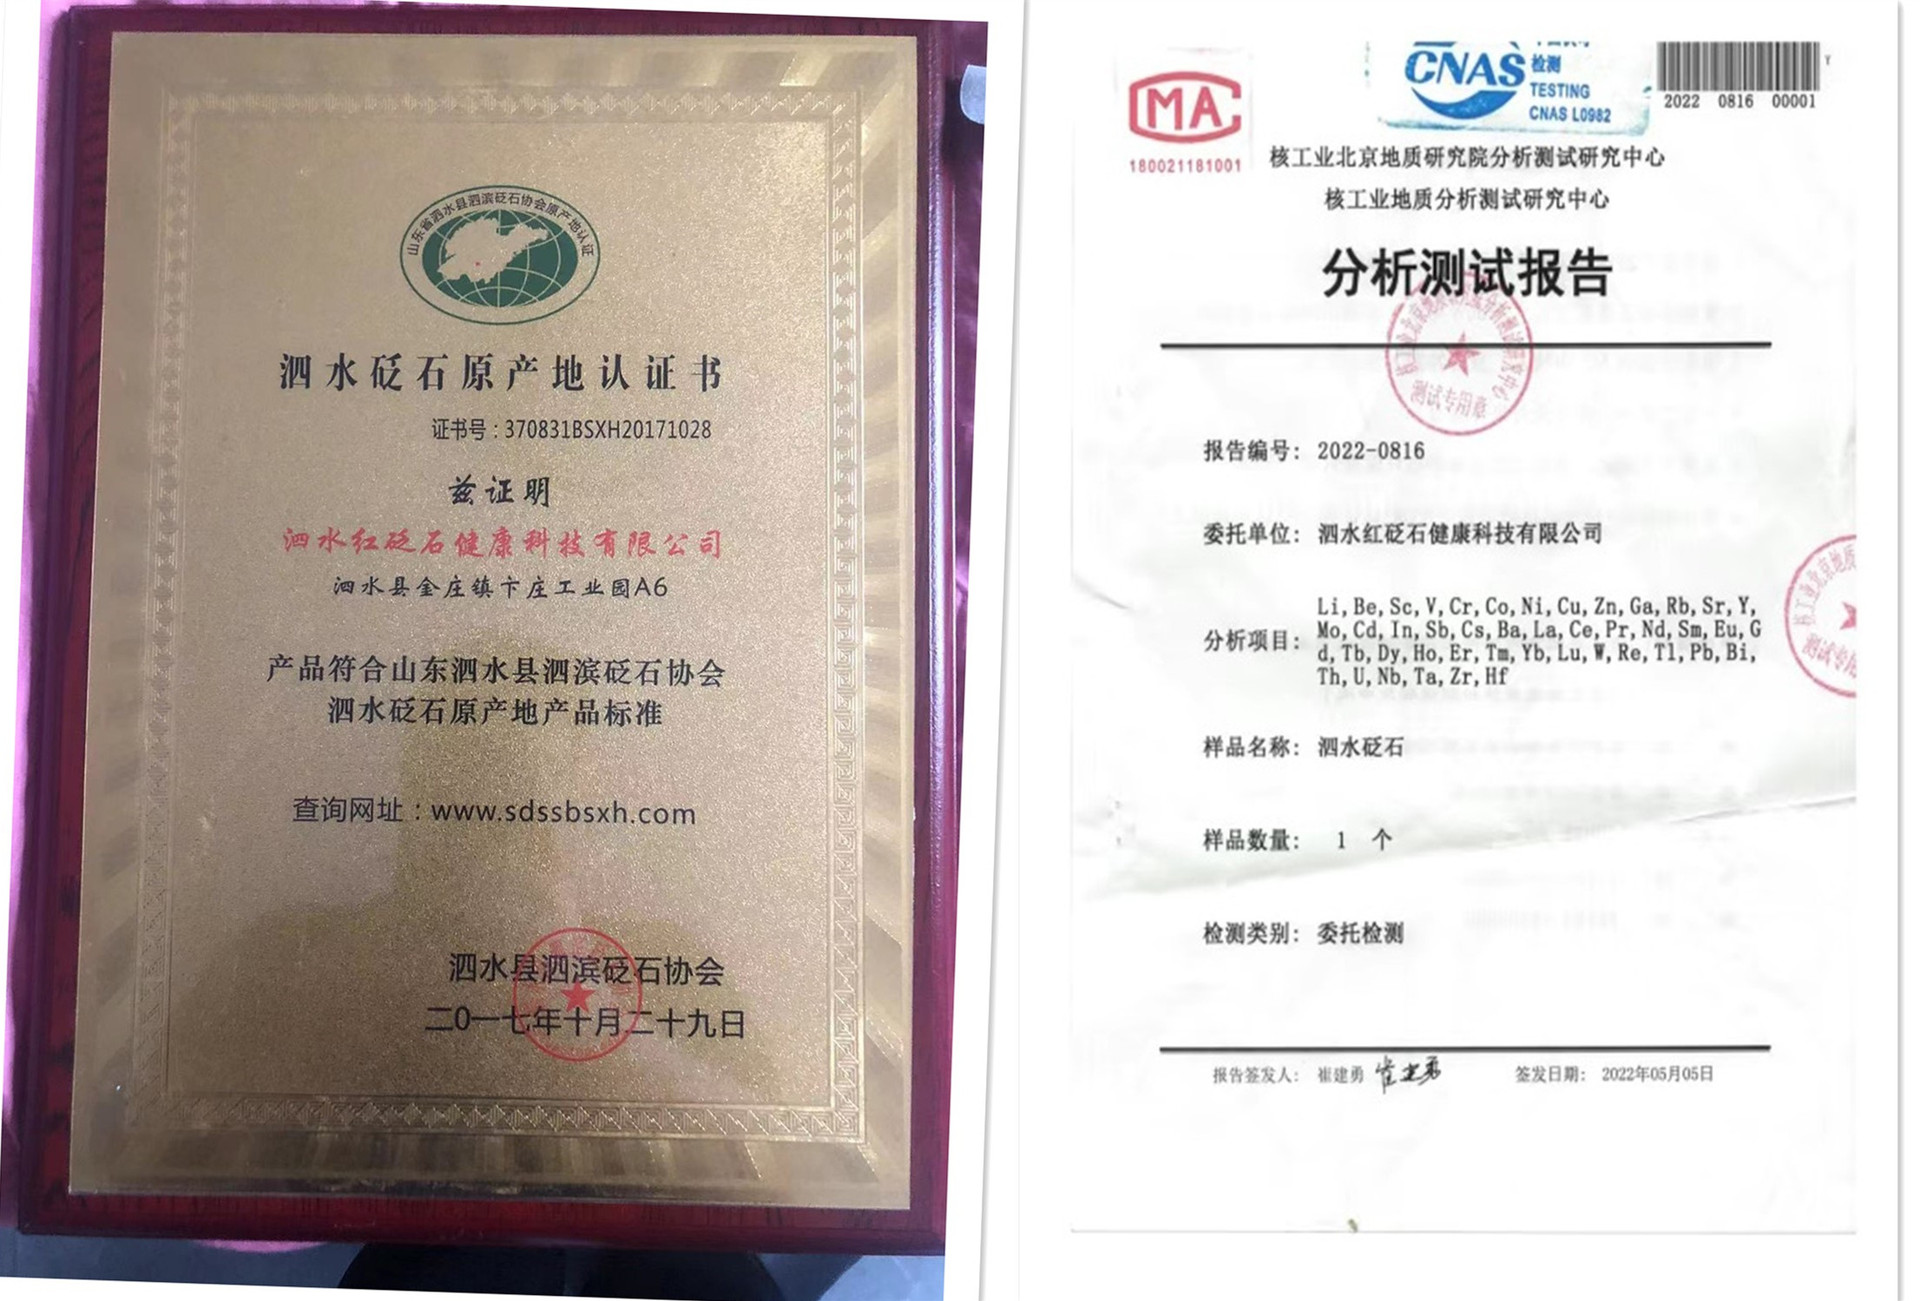 山东省泗水县泗滨砭石协会原产地认证
泗水砭石原产地认证书
证书号：370831BSXH20171028
兹证明
泗水红砭石健康科技有限公司
泗水县金庄镇卞庄工业园A6
产品符合山东泗水县泗滨砭石协会
泗水砭石原产地产品标准
查询网址：www.sdssbsxh.com
泗水县泗滨砭石协会
二0一七年十月二十九日
MA
180021181001
CNAS
检测
TESTING
CNAS L0982
2022 0816 00001
核工业北京地质研究院分析测试研究中心
核工业地质分析测试研究中心
分析测试报告
测试专用章
报告编号： 2022-0816
委托单位： 泗水红砭石健康科技有限公司
分析项目：
Li,Be,Sc,V,Cr,Co,Ni,Cu,Zn,Ga,Rb,Sr,Y,
Mo,Cd,In,Sb,Cs,Ba,La,Ce,Pr,Nd,Sm,Eu,G
d,Tb,Dy,Ho,Er,Tm,Yb,Lu,W,Re,Tl,Pb,Bi,
Th,U,Nb,Ta,Zr,Hf
样品名称： 泗水砭石
样品数量： 1 个
检测类别： 委托检测
报告签发人： 崔建勇 崔建勇 签发日期： 2022年05月05日